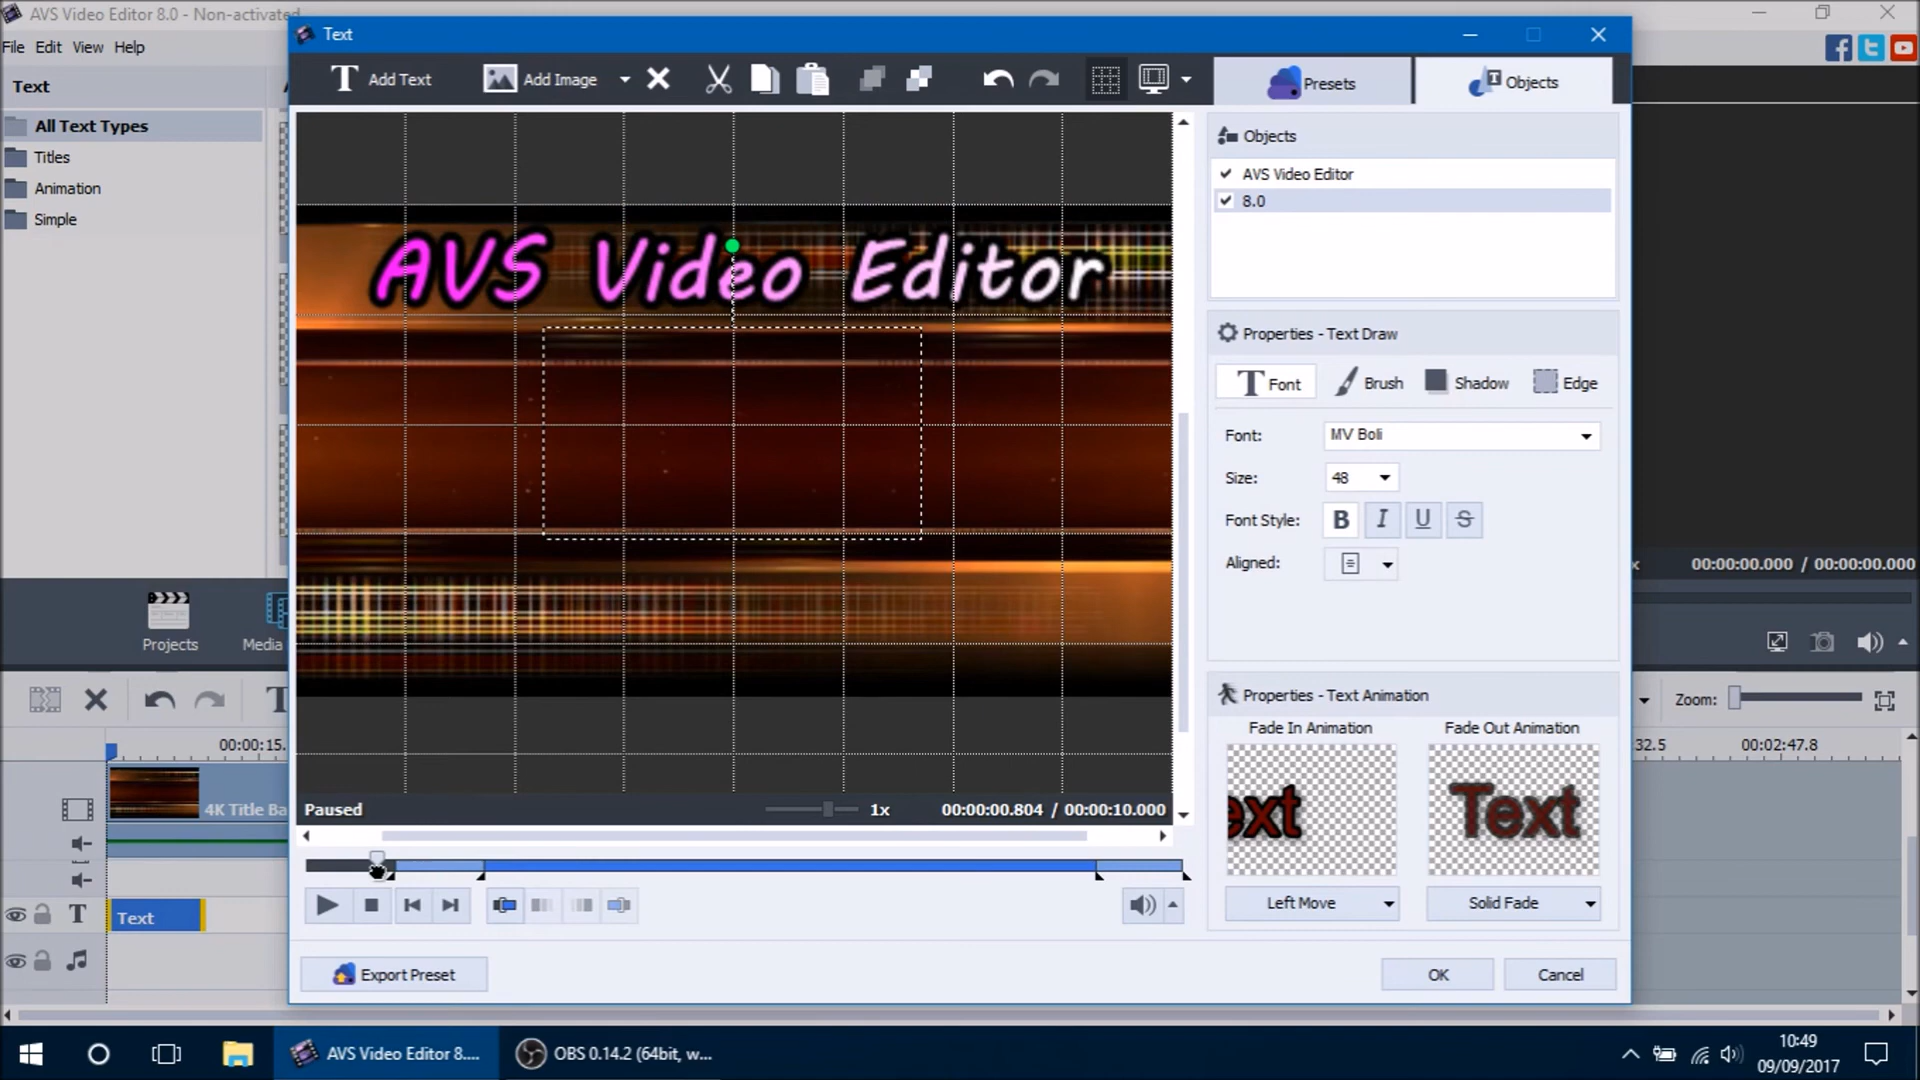 AVS Video Editor 8.0 - Non-activated
File Edit View Help
Text
All Text Types
Titles
Animation
Simple
Projects
Media
00:00:15.
4K Title Ba
Text
Text
Add Text
Add Image
Presets
Objects
AVS Video Editor
Paused
1x
00:00:00.804 / 00:00:10.000
Export Preset
Objects
AVS Video Editor
8.0
Properties - Text Draw
Font
Brush
Shadow
Edge
Font:
MV Boli
Size:
48
Font Style:
B I U S
Aligned:
Properties - Text Animation
Fade In Animation
Fade Out Animation
ext
Text
Left Move
Solid Fade
OK
Cancel
x
00:00:00.000 / 00:00:00.000
Zoom:
32.5
00:02:47.8
AVS Video Editor 8....
OBS 0.14.2 (64bit, w...
10:49
09/09/2017